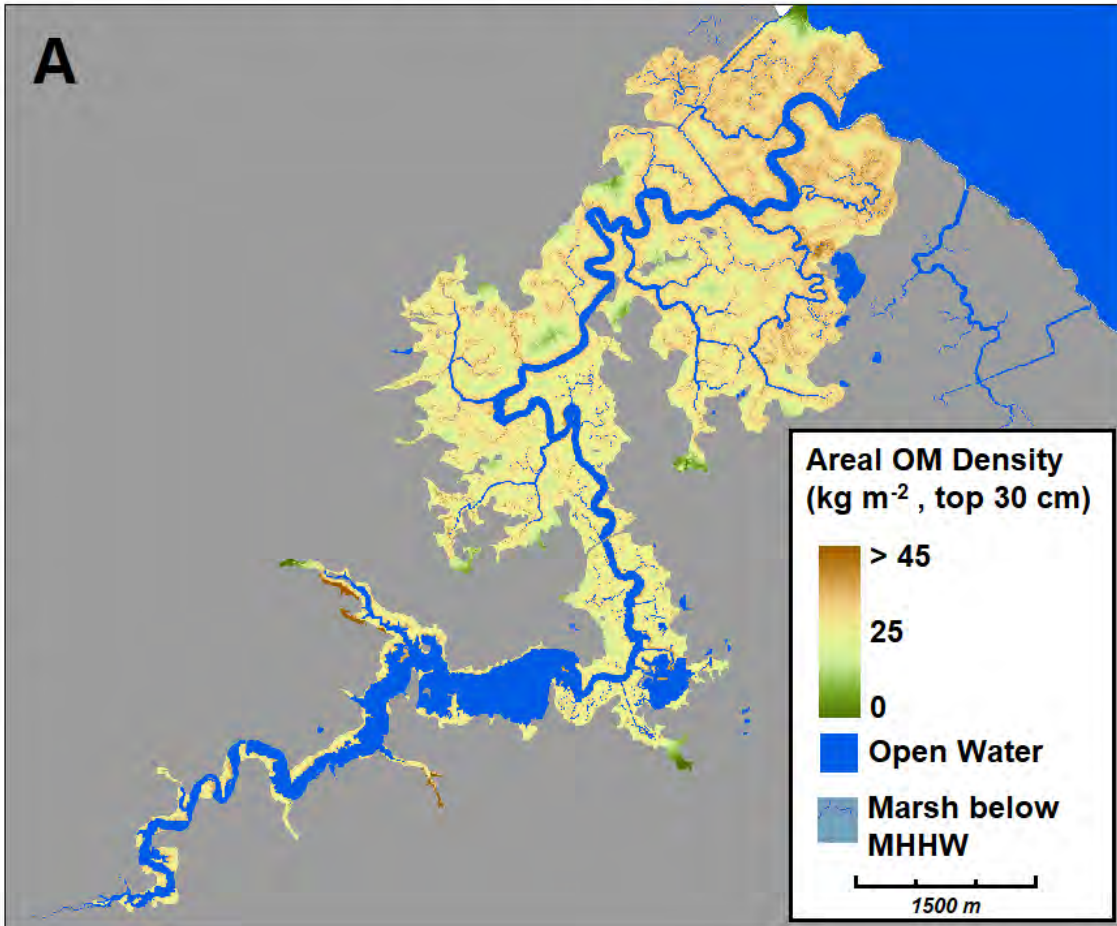 A
Areal OM Density
(kg m-2 , top 30 cm)
> 45
25
0
Open Water
Marsh below
MHHW
1500 m